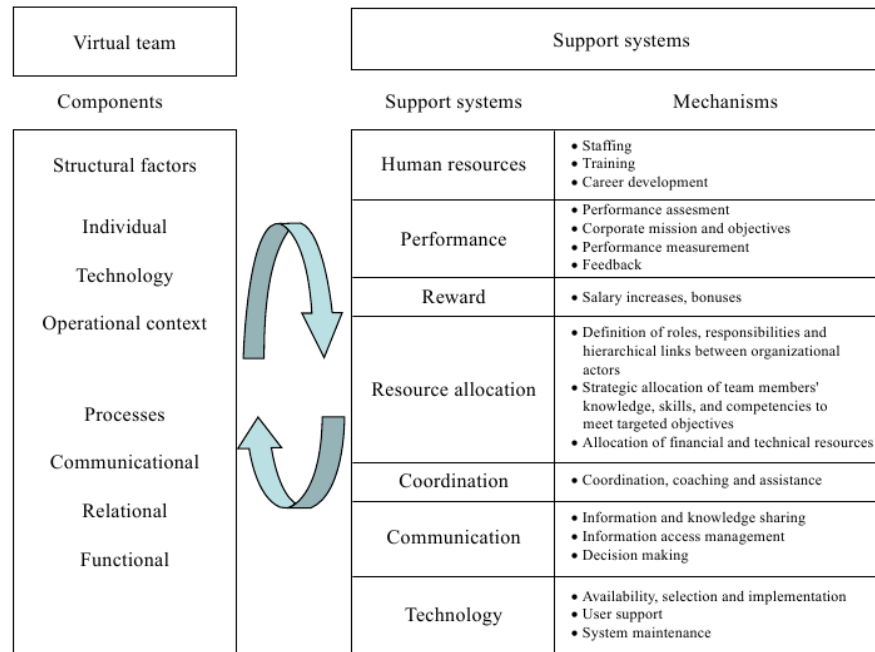 Virtual team
Support systems
Components
Support systems
Mechanisms
Structural factors
Individual
Technology
Operational context
Processes
Communicational
Relational
Functional
Human resources
• Staffing
• Training
• Career development
Performance
• Performance assesment
• Corporate mission and objectives
• Performance measurement
• Feedback
Reward
• Salary increases, bonuses
Resource allocation
• Definition of roles, responsibilities and
hierarchical links between organizational
actors
• Strategic allocation of team members'
knowledge, skills, and competencies to
meet targeted objectives
• Allocation of financial and technical resources
Coordination
• Coordination, coaching and assistance
Communication
• Information and knowledge sharing
• Information access management
• Decision making
Technology
• Availability, selection and implementation
• User support
• System maintenance